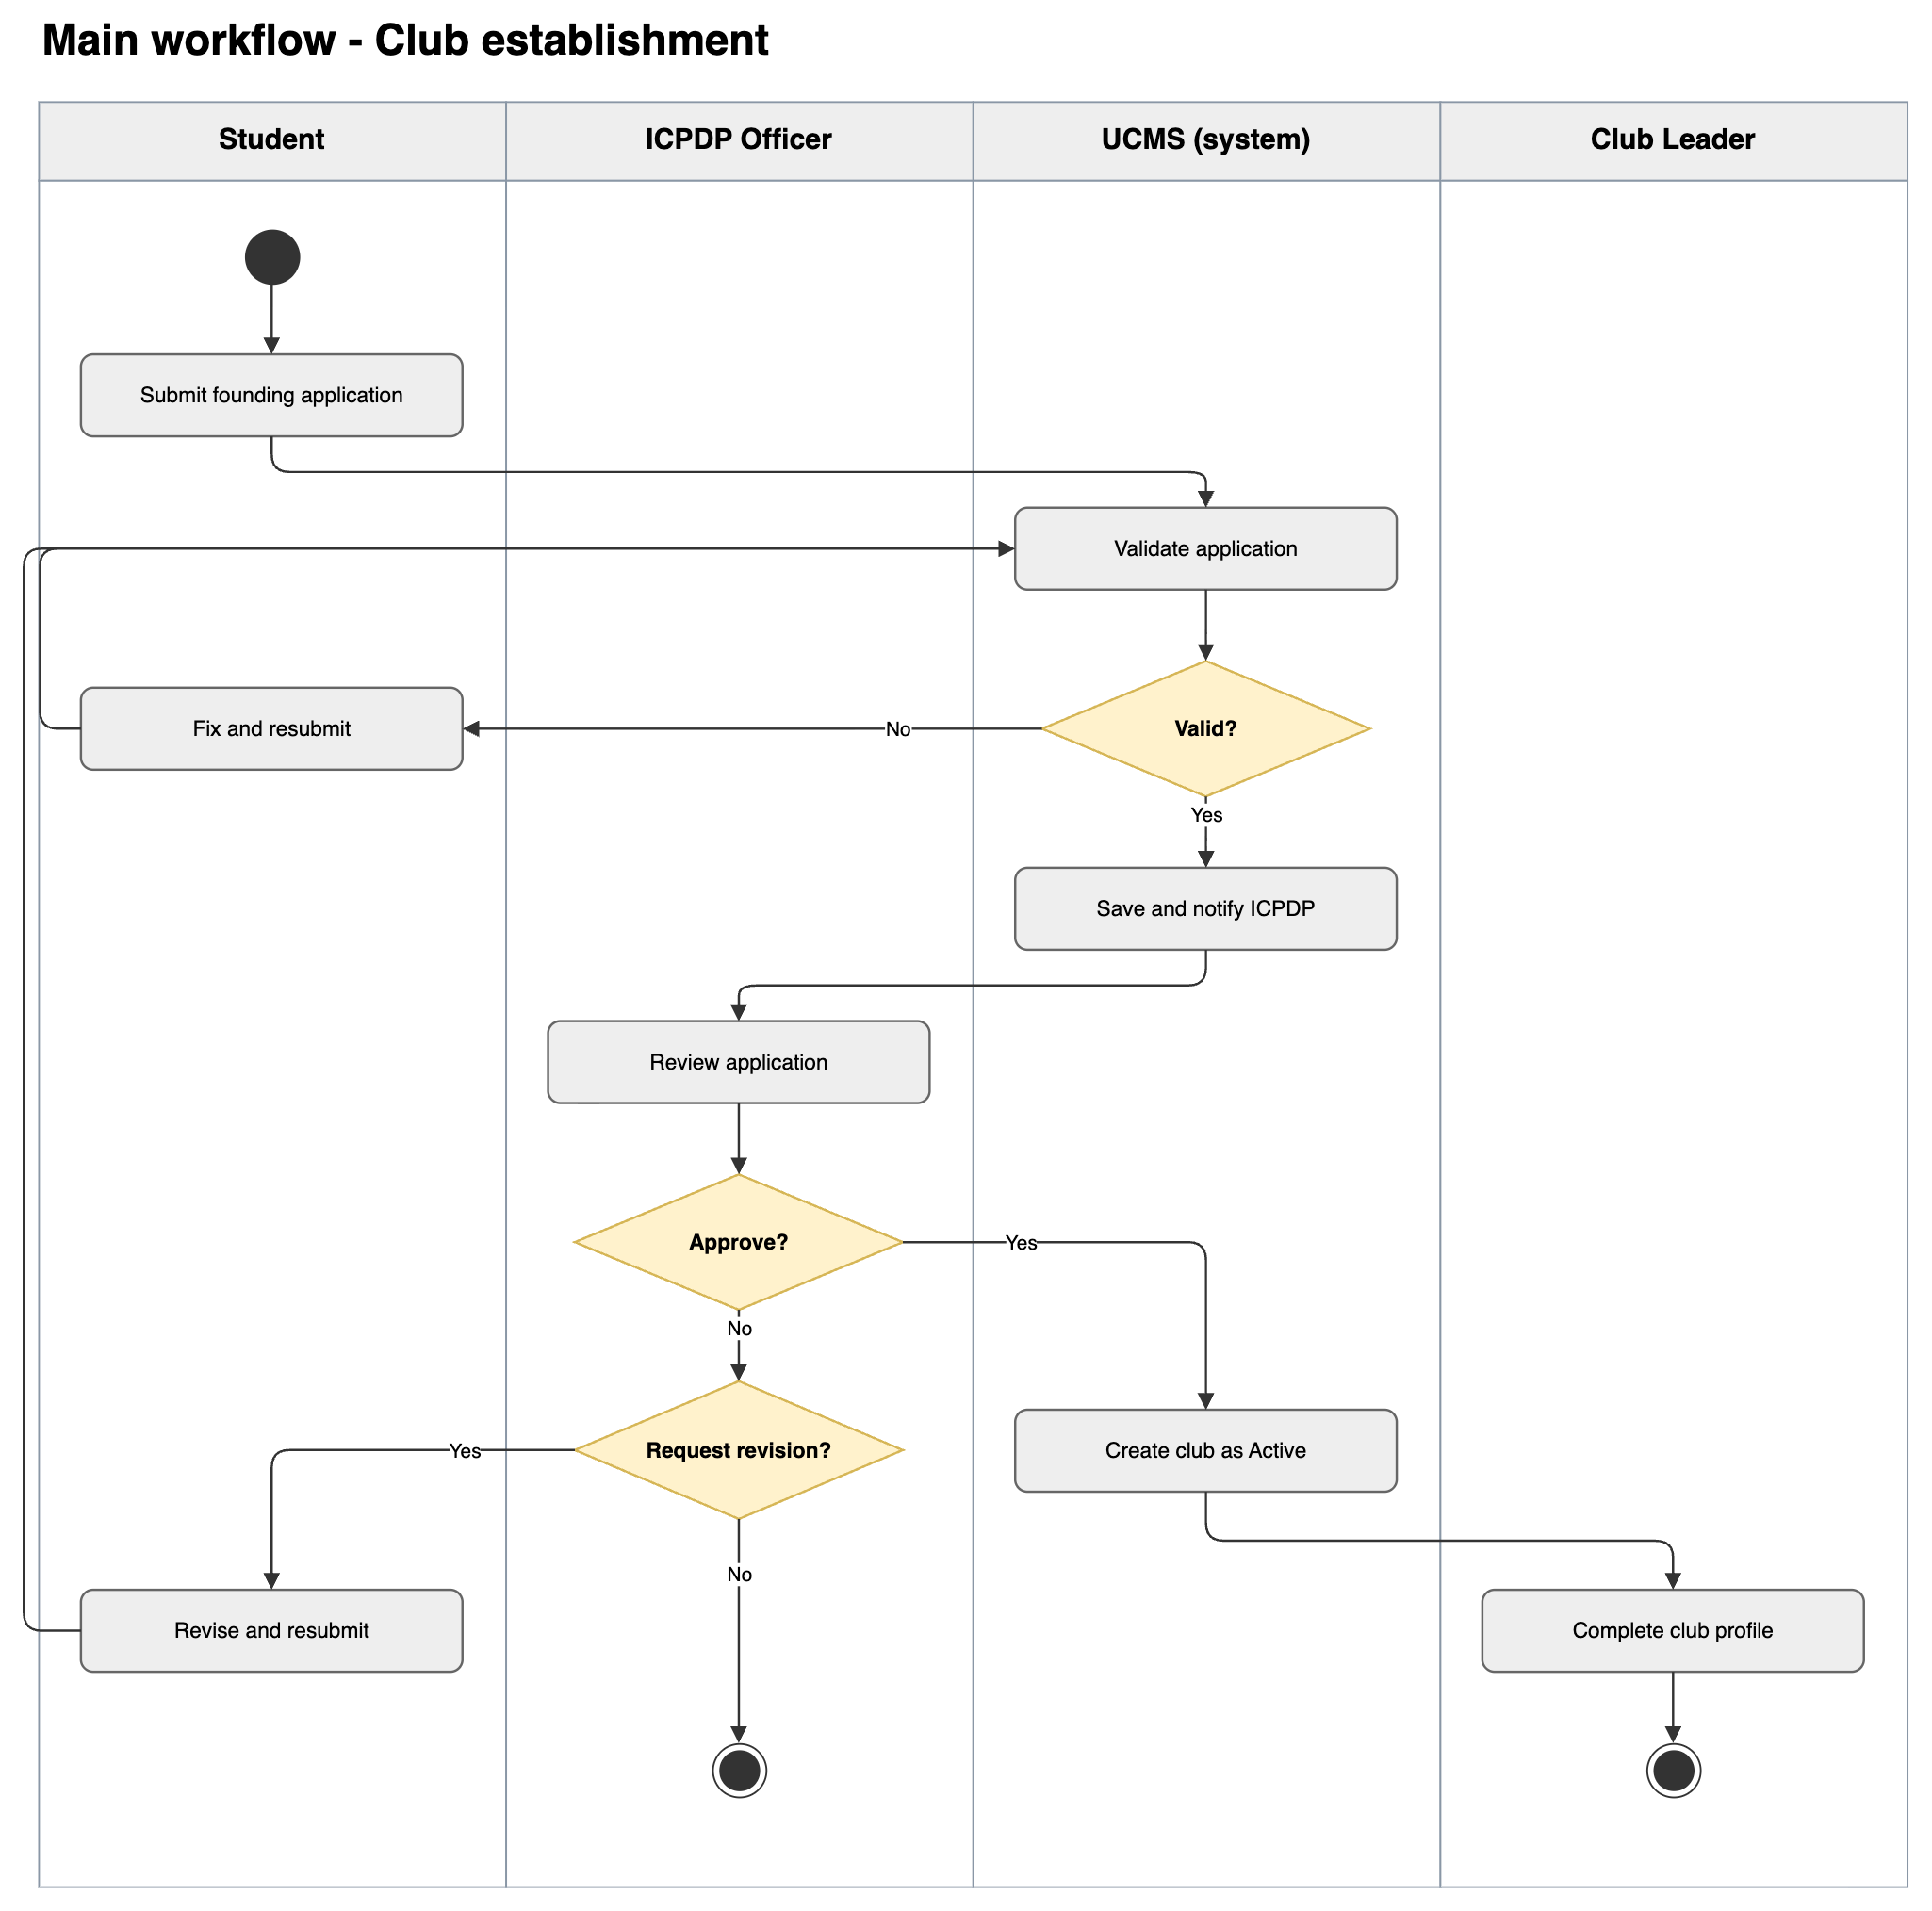 Main workflow - Club establishment
Student
ICPDP Officer
UCMS (system)
Club Leader
Submit founding application
Validate application
Fix and resubmit
No
Valid?
Yes
Save and notify ICPDP
Review application
Approve?
Yes
No
Yes
Request revision?
Create club as Active
No
Revise and resubmit
Complete club profile